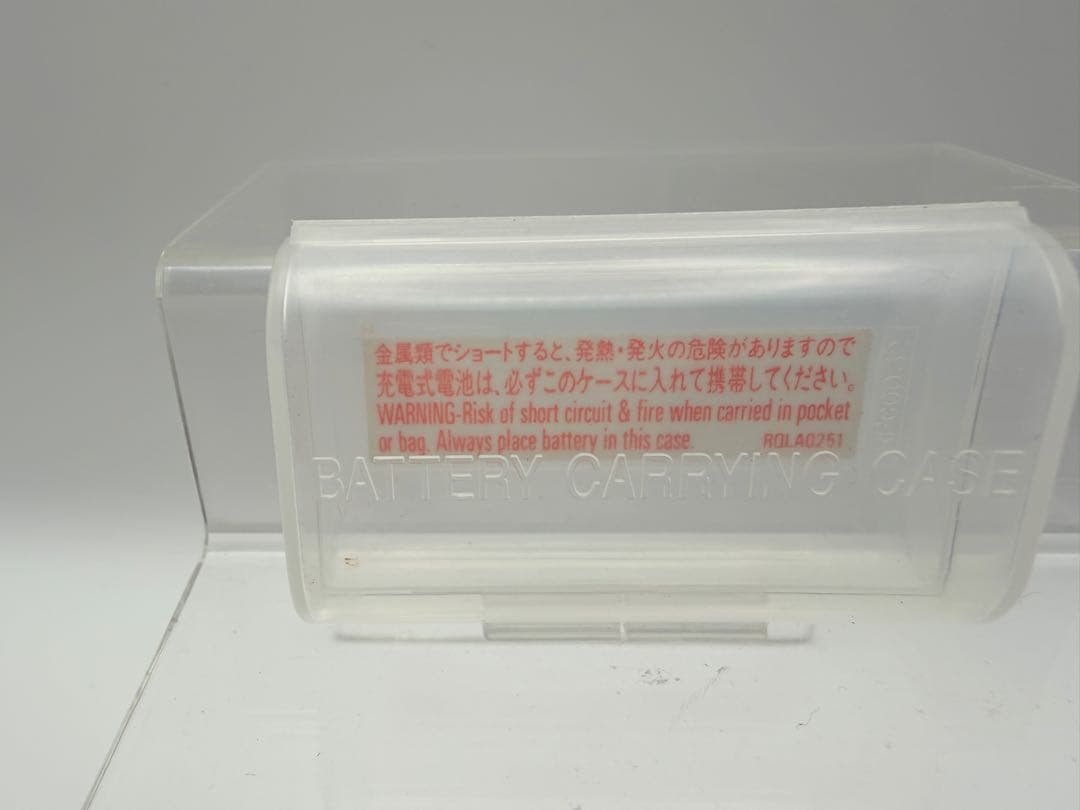 金属類でショートすると、発熱・発火の危険がありますので
充電式電池は、必ずこのケースに入れて携帯してください。
WARNING-Risk of short circuit & fire when carried in pocket
or bag. Always place battery in this case.
RQLA0251
BATTERY CARRYING CASE